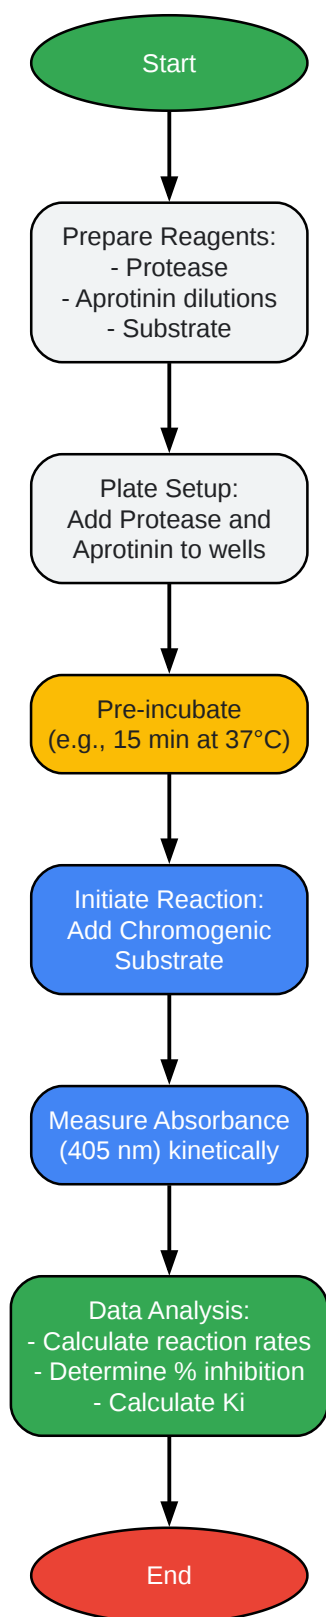 Start
Prepare Reagents:
- Protease
- Aprotinin dilutions
- Substrate
Plate Setup:
Add Protease and
Aprotinin to wells
Pre-incubate
(e.g., 15 min at 37°C)
Initiate Reaction:
Add Chromogenic
Substrate
Measure Absorbance
(405 nm) kinetically
Data Analysis:
- Calculate reaction rates
- Determine % inhibition
- Calculate Ki
End